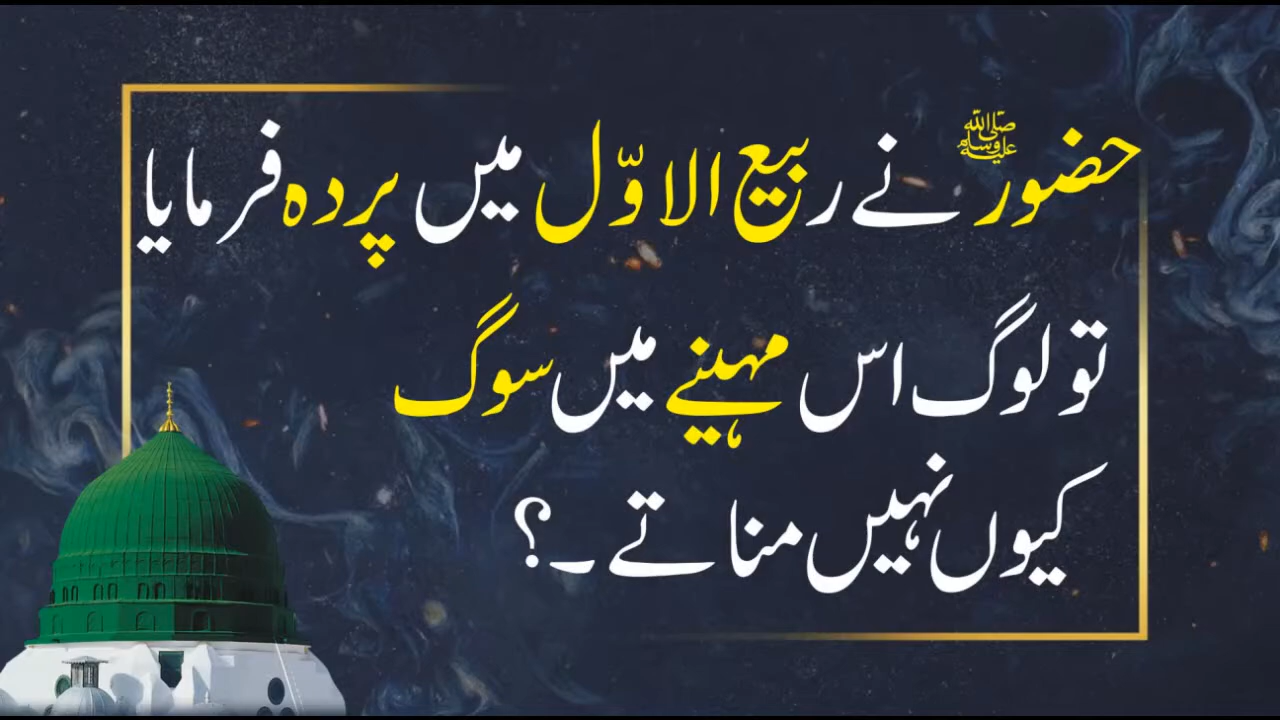 حضور ﷺ نے ربیع الاوّل میں پردہ فرمایا
تو لوگ اس مہینے میں سوگ
کیوں نہیں مناتے ۔؟